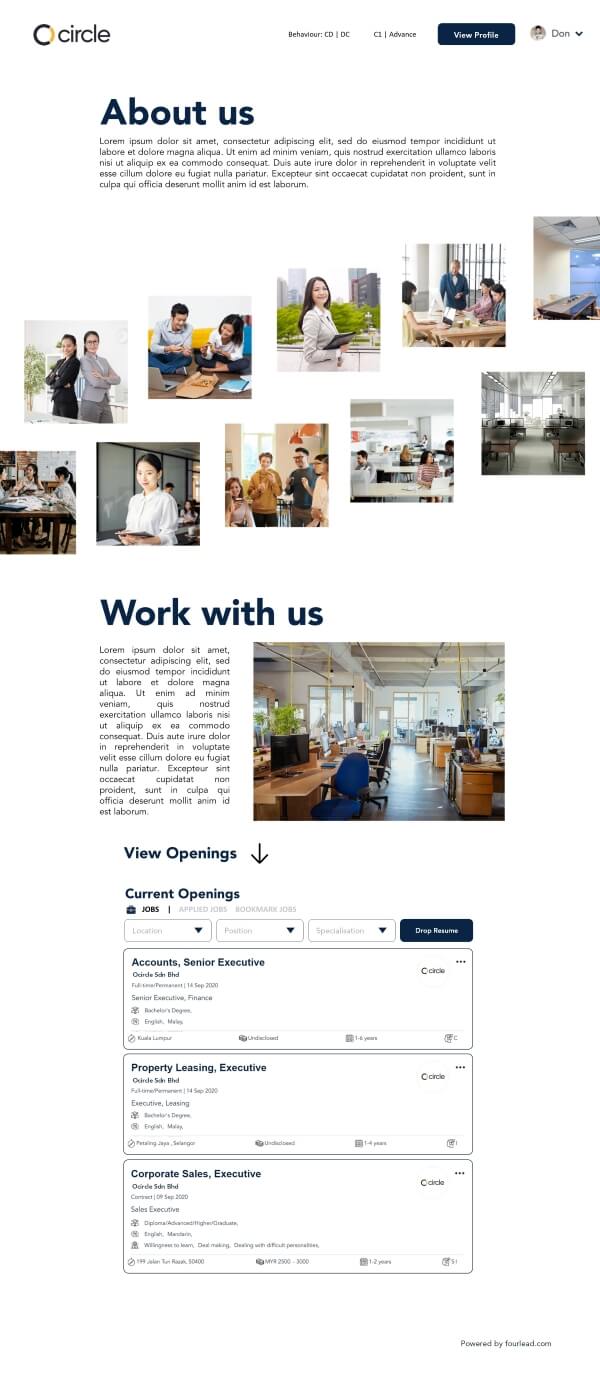 circle
Behaviour: CD | DC
C1 | Advance
View Profile
Don
About us
Lorem ipsum dolor sit amet, consectetur adipiscing elit, sed do eiusmod tempor incididunt ut
labore et dolore magna aliqua. Ut enim ad minim veniam, quis nostrud exercitation ullamco laboris
nisi ut aliquip ex ea commodo consequat. Duis aute irure dolor in reprehenderit in voluptate velit
esse cillum dolore eu fugiat nulla pariatur. Excepteur sint occaecat cupidatat non proident, sunt in
culpa qui officia deserunt mollit anim id est laborum.
Work with us
Lorem ipsum dolor sit amet,
consectetur adipiscing elit, sed
do eiusmod tempor incididunt
ut labore et dolore magna
aliqua. Ut enim ad minim
veniam, quis nostrud
exercitation ullamco laboris nisi
ut aliquip ex ea commodo
consequat. Duis aute irure dolor
in reprehenderit in voluptate
velit esse cillum dolore eu fugiat
nulla pariatur. Excepteur sint
occaecat cupidatat non
proident, sunt in culpa qui
officia deserunt mollit anim id
est laborum.
View Openings
Current Openings
JOBS | APPLIED JOBS BOOKMARK JOBS
Location
Position
Specialisation
Drop Resume
Accounts, Senior Executive
Ocircle Sdn Bhd
circle
Full-time/Permanent | 14 Sep 2020
Senior Executive, Finance
Bachelor's Degree,
English, Malay,
Kuala Lumpur
Undisclosed
1-6 years
C
Property Leasing, Executive
Ocircle Sdn Bhd
circle
Full-time/Permanent | 14 Sep 2020
Executive, Leasing
Bachelor's Degree,
English, Malay,
Petaling Jaya , Selangor
Undisclosed
1-4 years
I
Corporate Sales, Executive
Ocircle Sdn Bhd
circle
Contract | 09 Sep 2020
Sales Executive
Diploma/Advanced/Higher/Graduate,
English, Mandarin,
Willingness to learn, Deal making, Dealing with difficult personalities,
199 Jalan Tun Razak, 50400
MYR 2500 - 3000
1-2 years
S I
Powered by fourlead.com